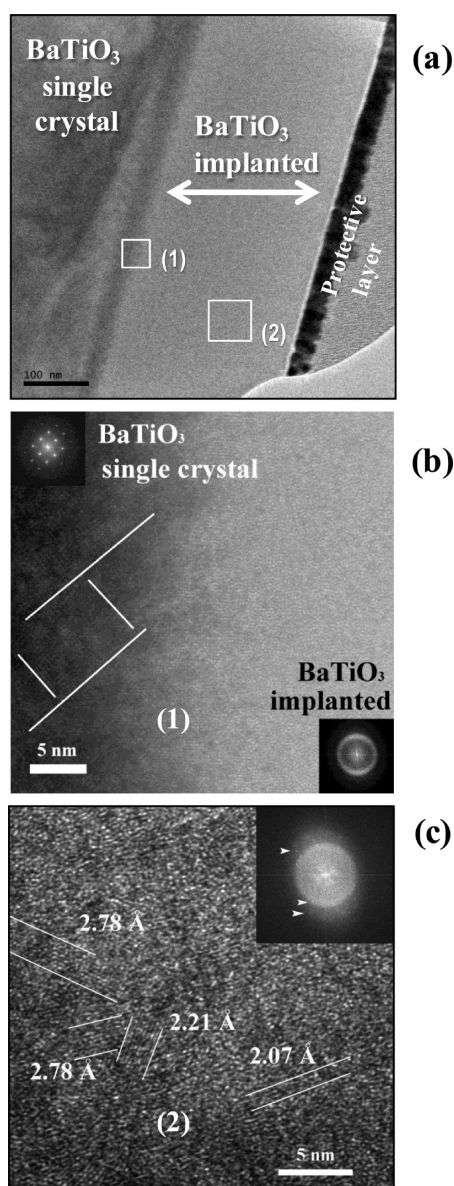 BaTiO₃
single
crystal
(a)
BaTiO₃
implanted
(1)
Protective
layer
(2)
100 nm
BaTiO₃
single crystal
(b)
BaTiO₃
implanted
(1)
5 nm
(c)
2.78 Å
2.21 Å
2.07 Å
2.78 Å
(2)
5 nm